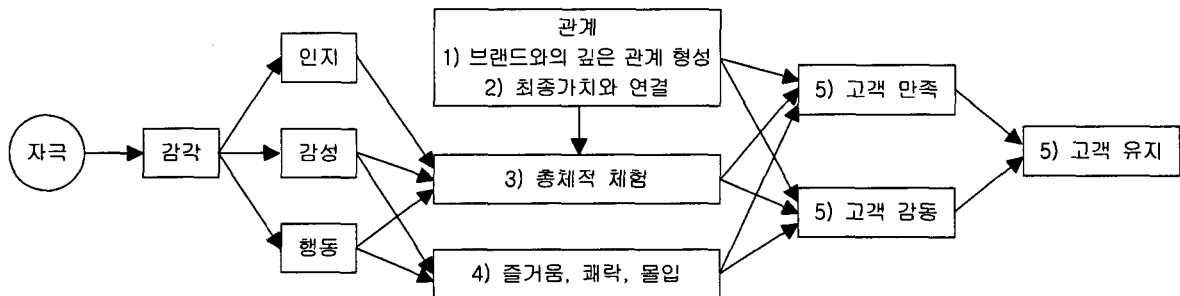 관계
1) 브랜드와의 깊은 관계 형성
2) 최종가치와 연결
인지
5) 고객 만족
자극
감각
감성
3) 총체적 체험
5) 고객 유지
5) 고객 감동
행동
4) 즐거움, 쾌락, 몰입